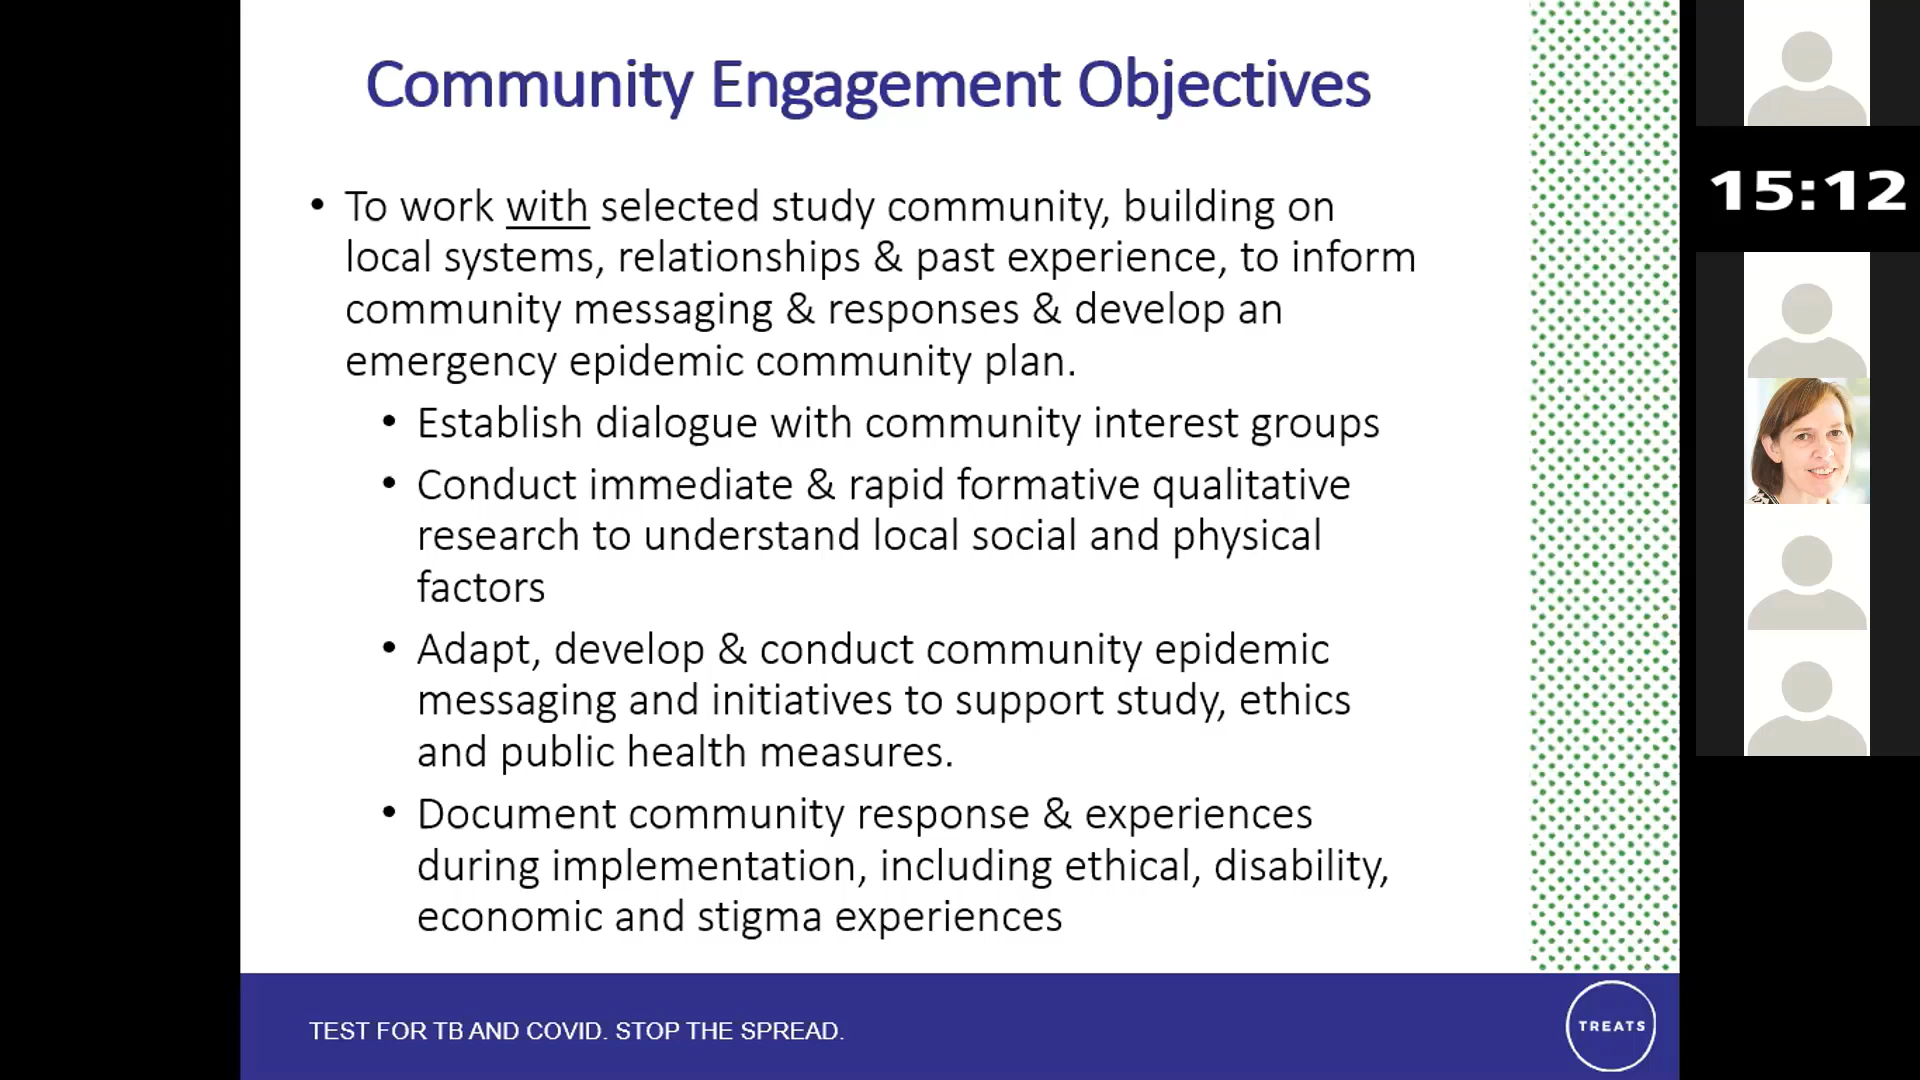 Community Engagement Objectives
• To work with selected study community, building on
local systems, relationships & past experience, to inform
community messaging & responses & develop an
emergency epidemic community plan.
• Establish dialogue with community interest groups
• Conduct immediate & rapid formative qualitative
research to understand local social and physical
factors
• Adapt, develop & conduct community epidemic
messaging and initiatives to support study, ethics
and public health measures.
• Document community response & experiences
during implementation, including ethical, disability,
economic and stigma experiences
TEST FOR TB AND COVID. STOP THE SPREAD.
TREATS
15:12